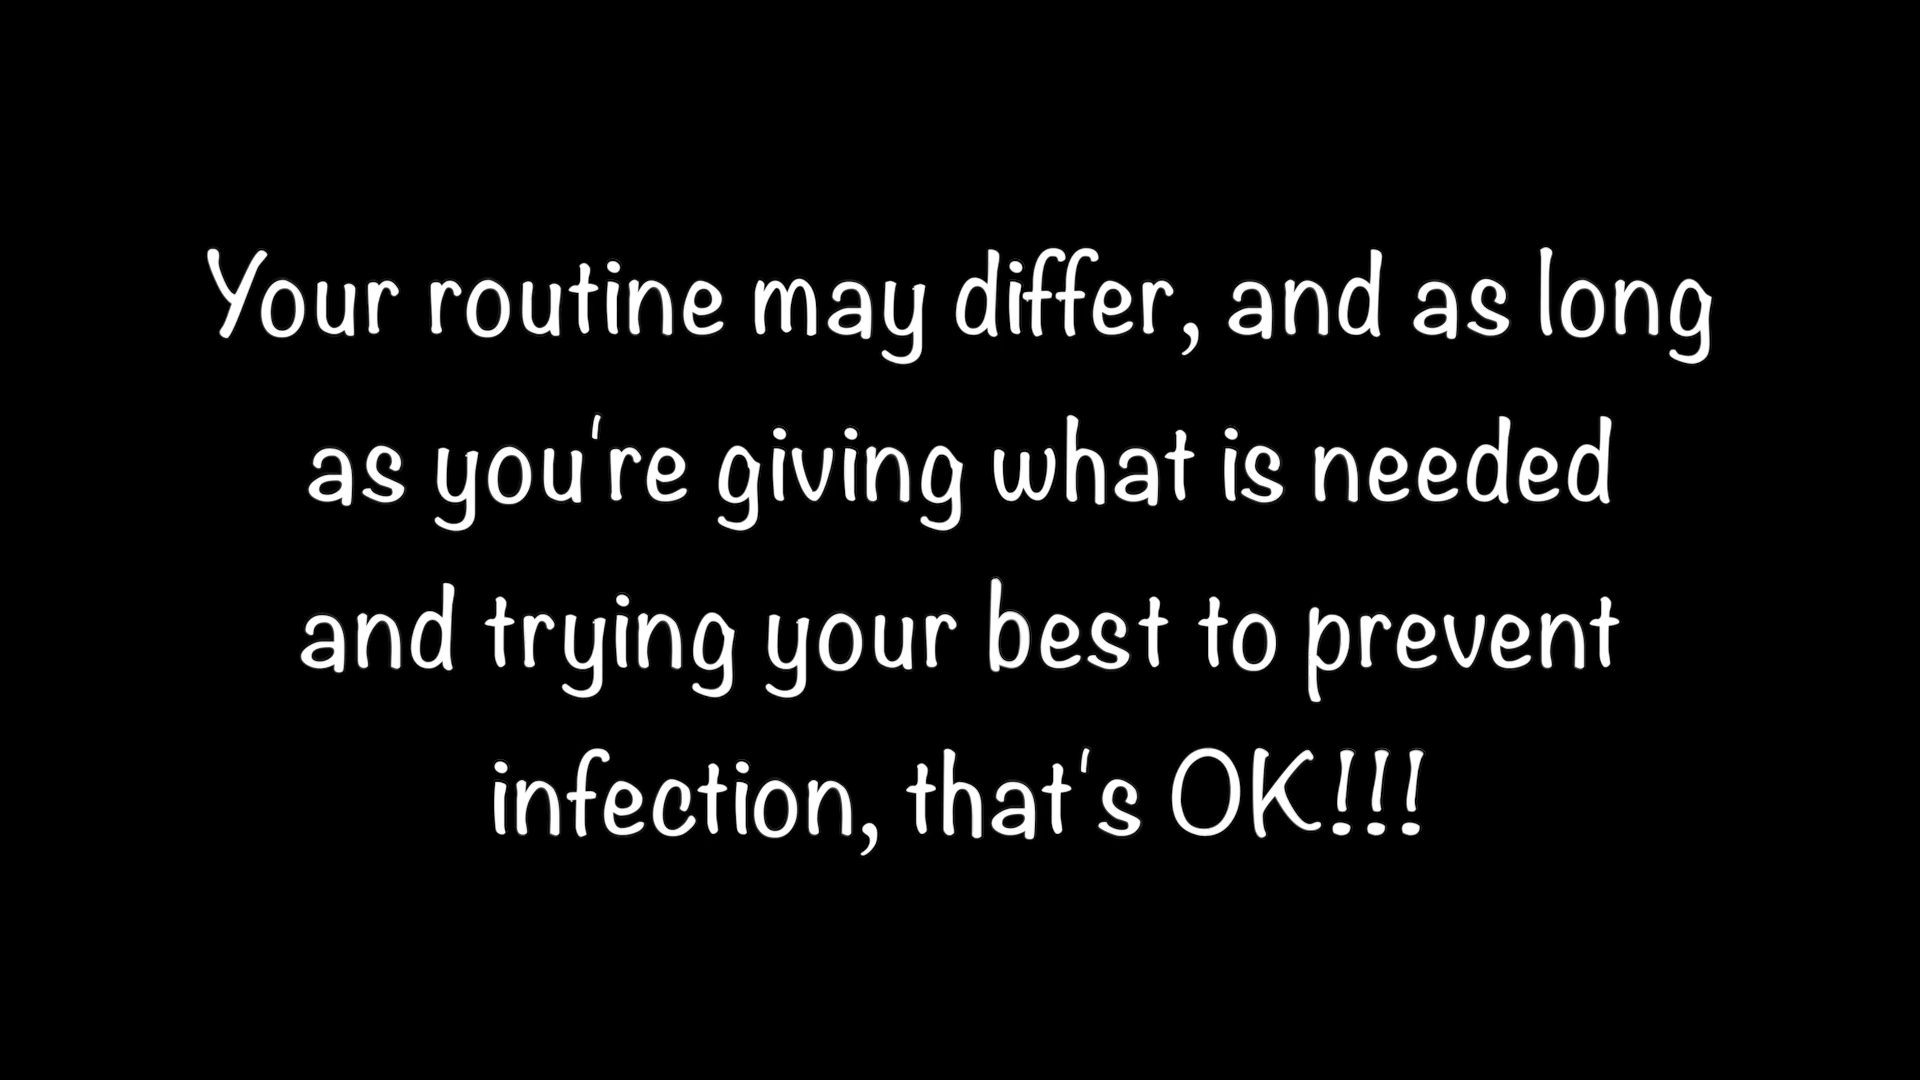 Your routine may differ, and as long
as you're giving what is needed
and trying your best to prevent
infection, that's OK!!!